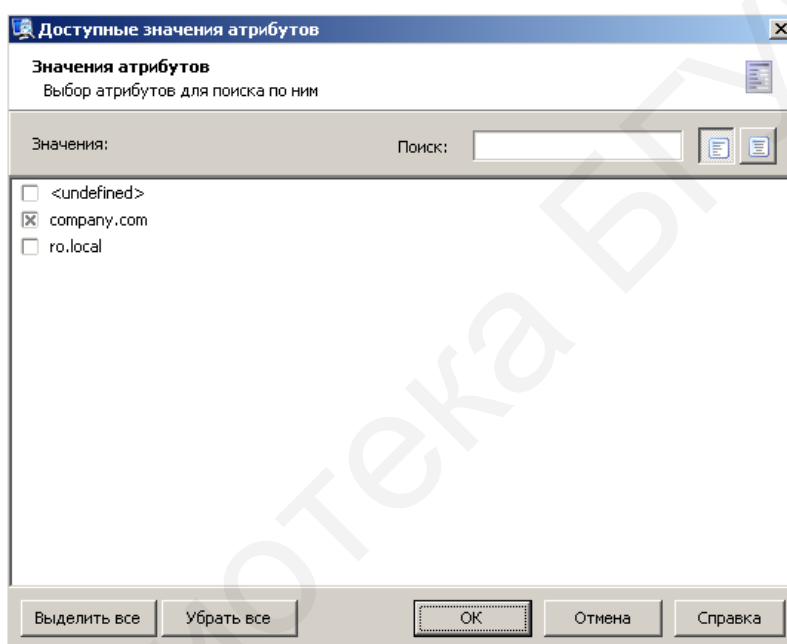 Доступные значения атрибутов
Значения атрибутов
Выбор атрибутов для поиска по ним
Значения:
Поиск:
<undefined>
company.com
ro.local
Выделить все
Убрать все
OK
Отмена
Справка